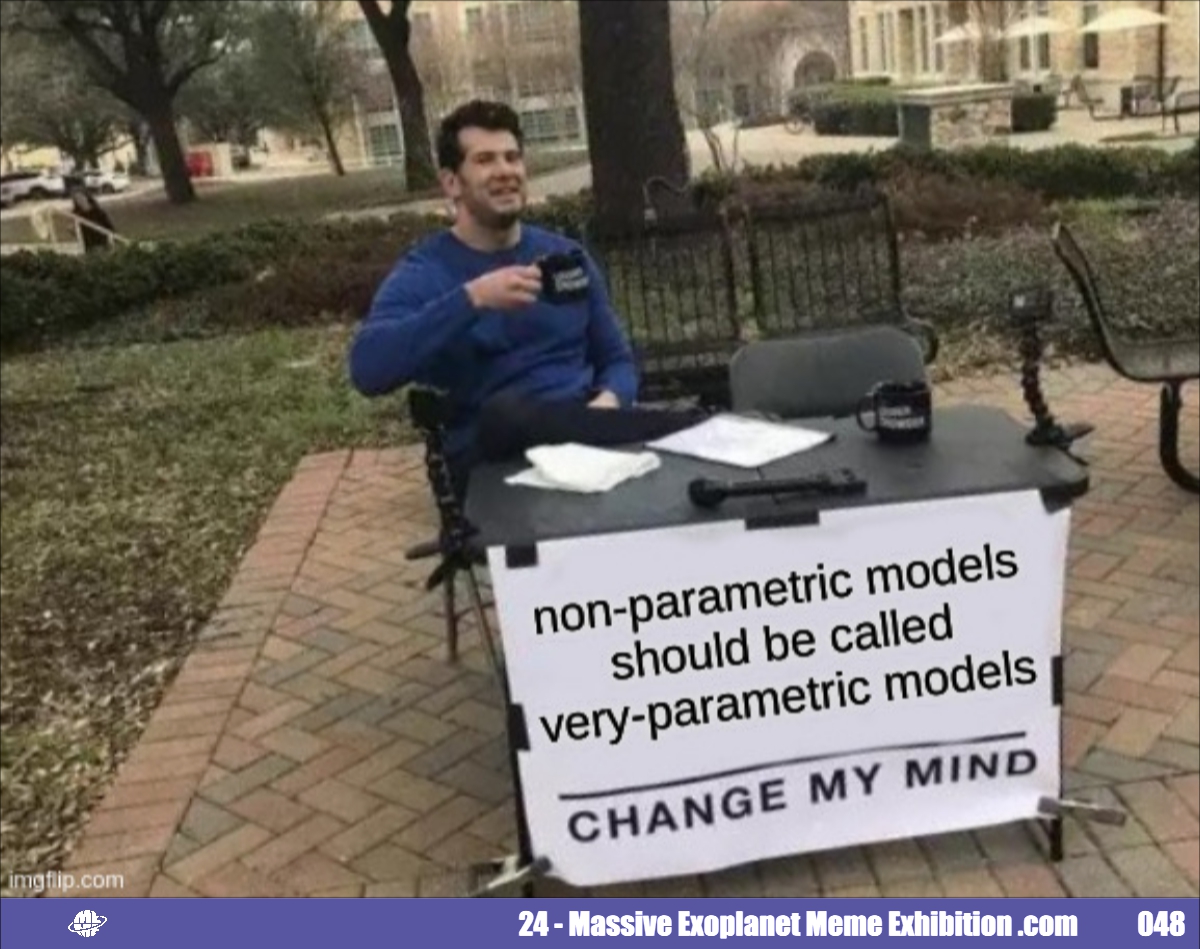 non-parametric models
should be called
very-parametric models
CHANGE MY MIND
imgflip.com
24 - Massive Exoplanet Meme Exhibition .com 048